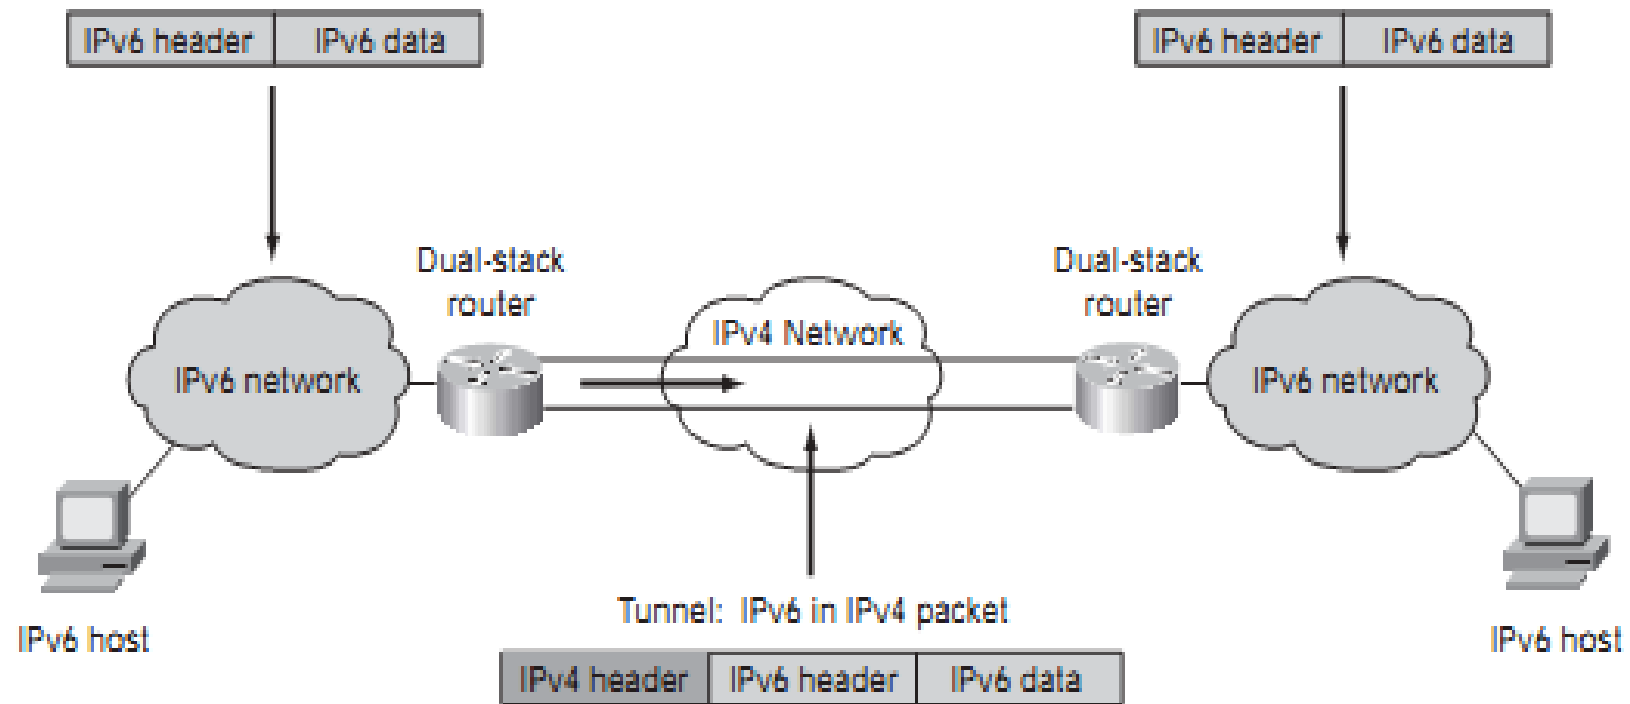 IPv6 header IPv6 data
IPv6 header IPv6 data
Dual-stack
router
Dual-stack
router
IPv4 Network
IPv6 network
IPv6 network
Tunnel: IPv6 in IPv4 packet
IPv6 host
IPv6 host
IPv4 header IPv6 header IPv6 data